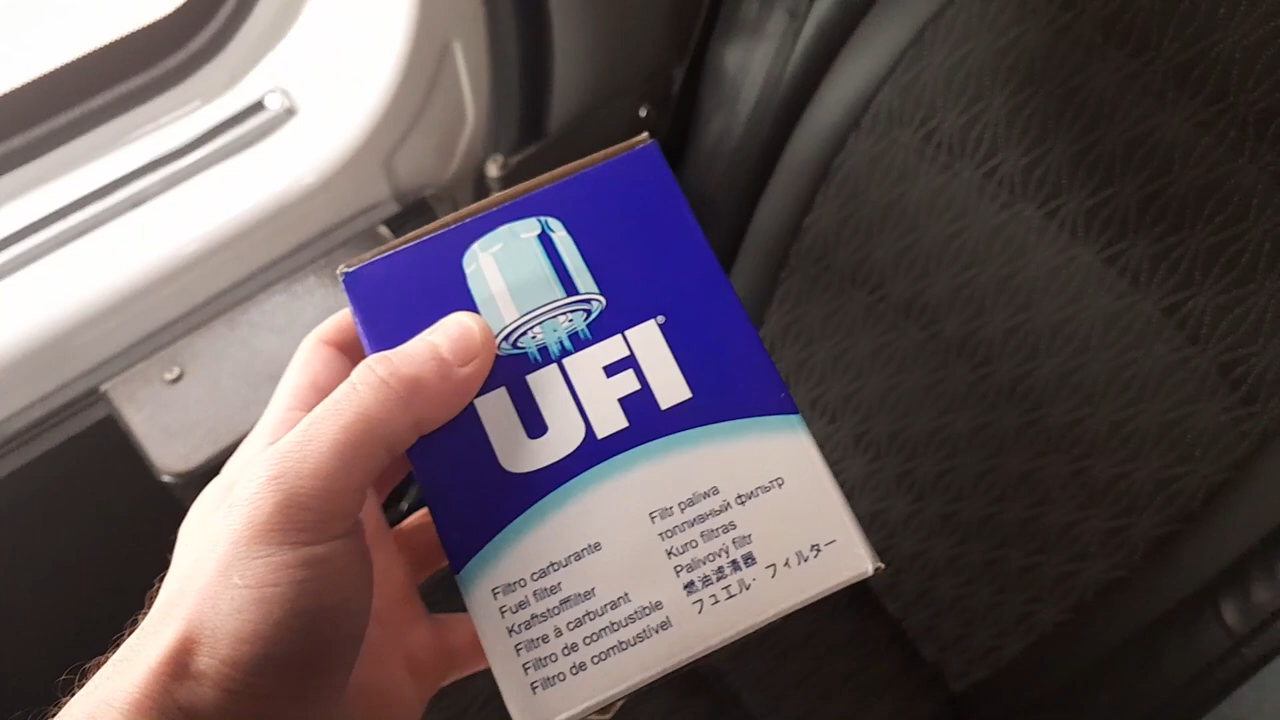 UFI®
Filtro carburante
Fuel filter
Kraftstofffilter
Filtre à carburant
Filtro de combustible
Filtro de combustível
Filtr paliwa
топливный фильтр
Kuro filtras
Palivový filtr
燃油滤清器
フュエル・フィルター